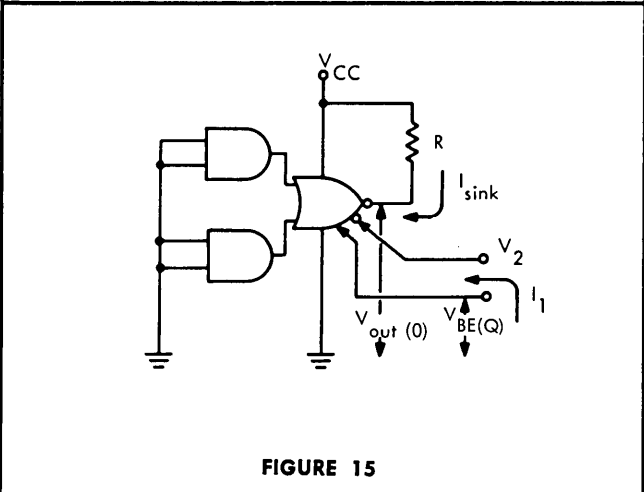 V CC
R
I sink
V 2
I 1
V out (0)
V BE(Q)
FIGURE 15